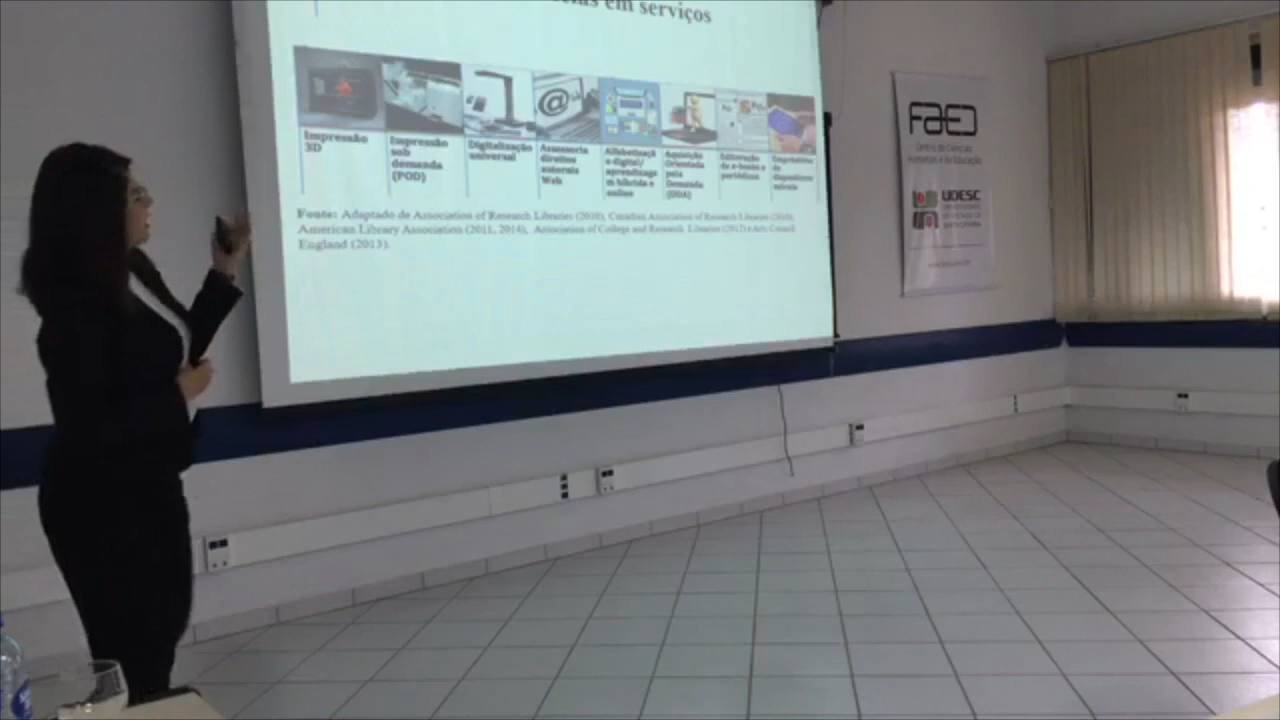 em serviços
Impressão
3D
Impressão
sob
demanda
(POD)
Digitalização
universal
Assessoria
direitos
autorais
Web
Alfabetizaçã
o digital/
aprendizage
m híbrida e
online
Aquisição
Orientada
pela
Demanda
(DDA)
Editoração
de e-books e
periódicos
Empréstimo
de
dispositivos
móveis
Fonte: Adaptado de Association of Research Libraries (2010), Canadian Association of Research Libraries (2010),
American Library Association (2011, 2014), Association of College and Research Libraries (2012) e Arts Council
England (2013).
FAED
Centro de Ciências
Humanas e da Educação
UDESC